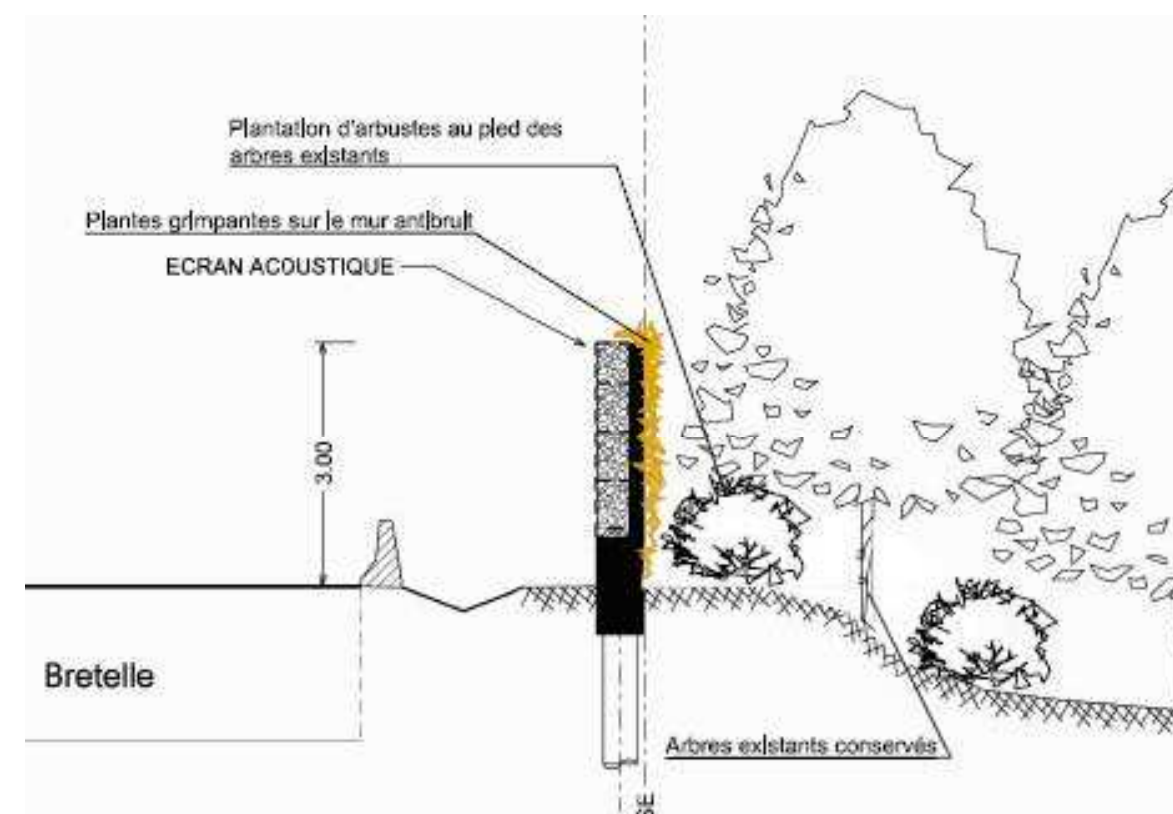 Plantation d'arbustes au pied des
arbres existants
Plantes grimpantes sur le mur antibruit
ECRAN ACOUSTIQUE
3.00
Bretelle
Arbres existants conservés